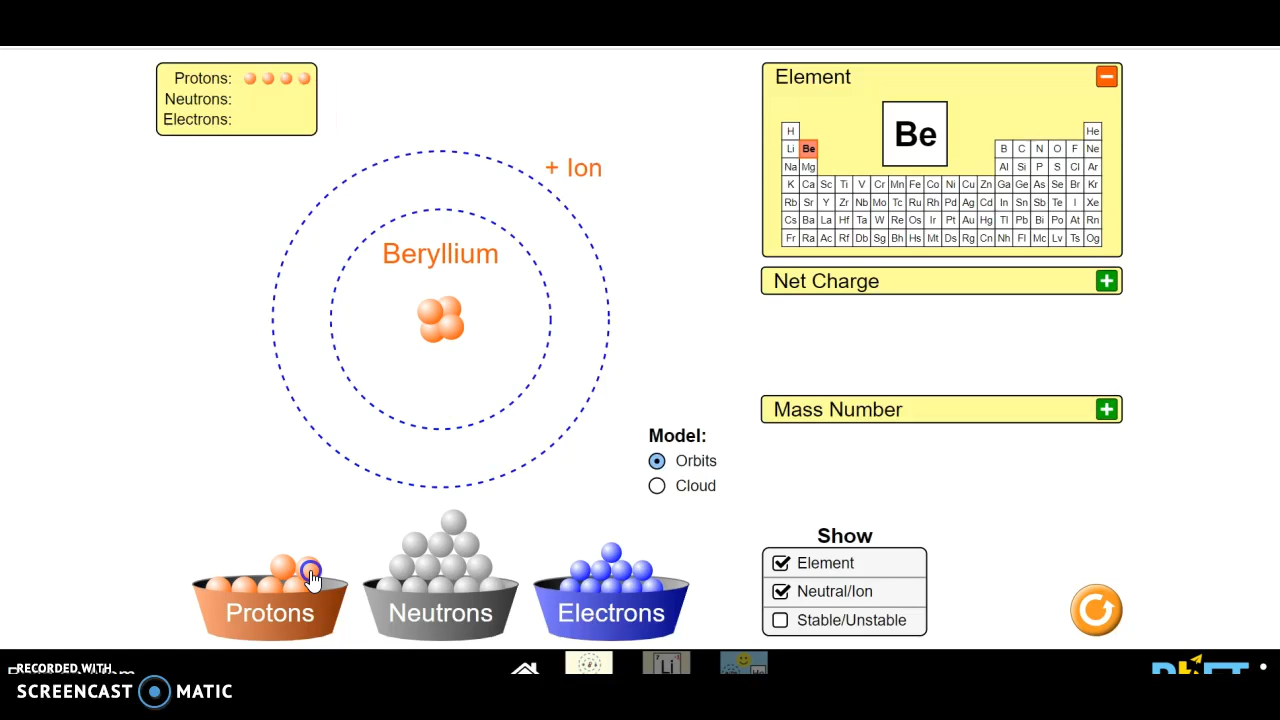 Protons:
Neutrons:
Electrons:
+ Ion
Beryllium
Element
Be
H He
Li Be B C N O F Ne
Na Mg Al Si P S Cl Ar
K Ca Sc Ti V Cr Mn Fe Co Ni Cu Zn Ga Ge As Se Br Kr
Rb Sr Y Zr Nb Mo Tc Ru Rh Pd Ag Cd In Sn Sb Te I Xe
Cs Ba La Hf Ta W Re Os Ir Pt Au Hg Tl Pb Bi Po At Rn
Fr Ra Ac Rf Db Sg Bh Hs Mt Ds Rg Cn Nh Fl Mc Lv Ts Og
Net Charge
Mass Number
Model:
Orbits
Cloud
Protons
Neutrons
Electrons
Show
Element
Neutral/Ion
Stable/Unstable
Li
RECORDED WITH
SCREENCAST MATIC